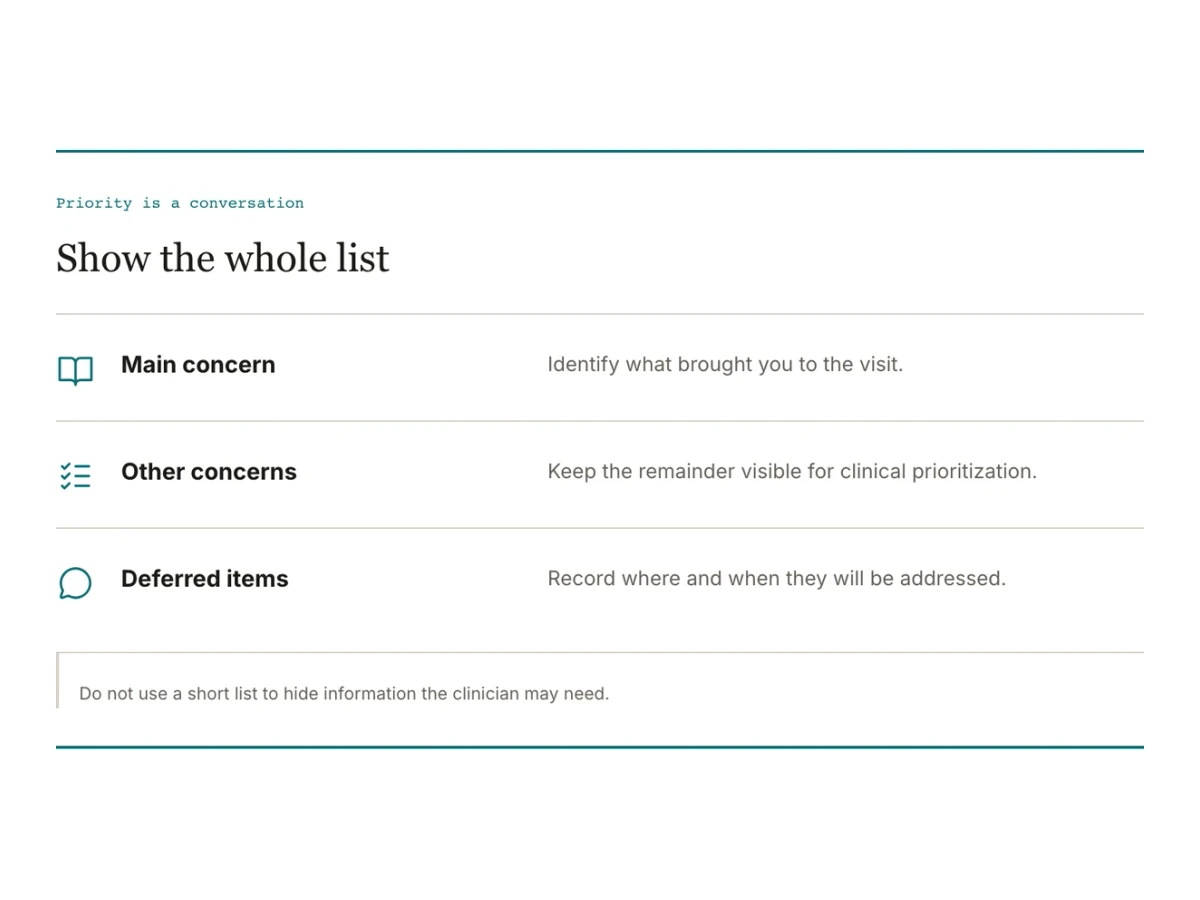 Priority is a conversation
Show the whole list
Main concern
Identify what brought you to the visit.
Other concerns
Keep the remainder visible for clinical prioritization.
Deferred items
Record where and when they will be addressed.
Do not use a short list to hide information the clinician may need.